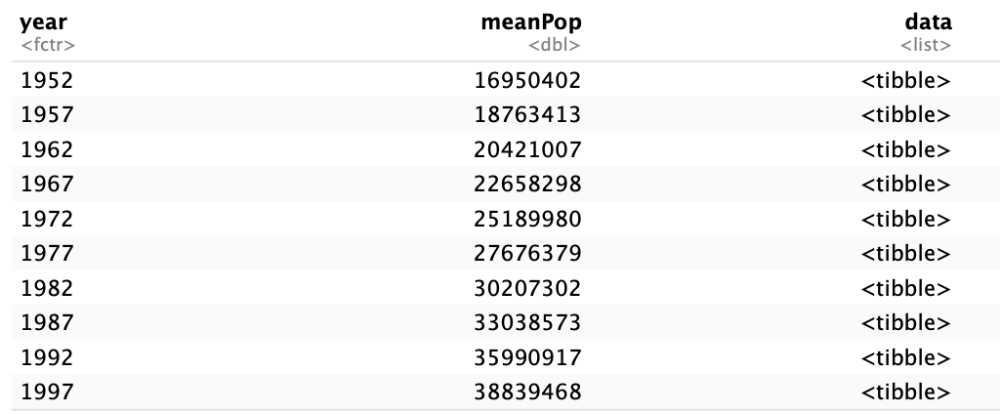 year meanPop data
<fctr> <dbl> <list>
1952 16950402 <tibble>
1957 18763413 <tibble>
1962 20421007 <tibble>
1967 22658298 <tibble>
1972 25189980 <tibble>
1977 27676379 <tibble>
1982 30207302 <tibble>
1987 33038573 <tibble>
1992 35990917 <tibble>
1997 38839468 <tibble>